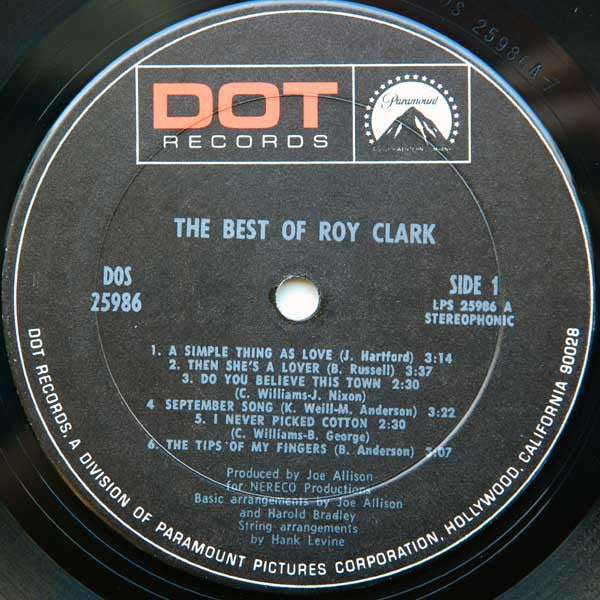 DOS 25986A7
DOT
RECORDS
Paramount
THE BEST OF ROY CLARK
DOS
25986
SIDE 1
LPS 25986 A
STEREOPHONIC
1. A SIMPLE THING AS LOVE (J. Hartford) 3:14
2. THEN SHE'S A LOVER (B. Russell) 3:37
3. DO YOU BELIEVE THIS TOWN 2:30
(C. Williams-J. Nixon)
4 SEPTEMBER SONG (K. Weill-M. Anderson) 3:22
5. I NEVER PICKED COTTON 2:30
(C. Williams-B. George)
6. THE TIPS OF MY FINGERS (B. Anderson) 3:07
Produced by Joe Allison
for NERECO Productions
Basic arrangements by Joe Allison
and Harold Bradley
String arrangements
by Hank Levine
DOT RECORDS, A DIVISION OF PARAMOUNT PICTURES CORPORATION, HOLLYWOOD, CALIFORNIA 90028